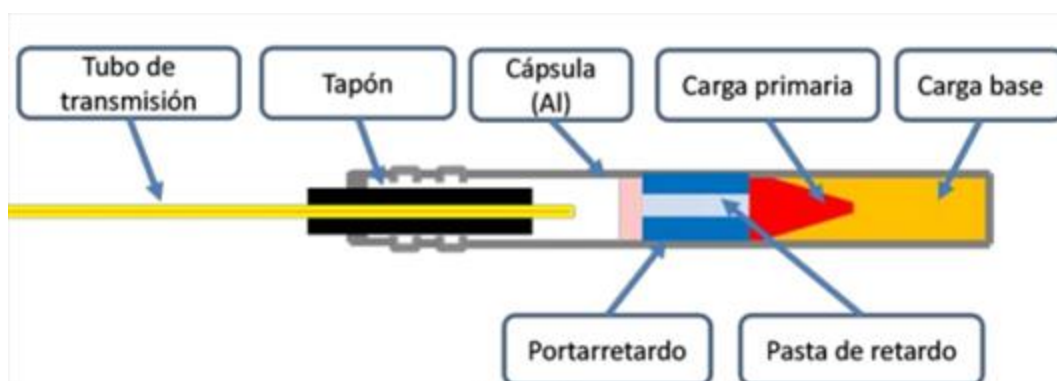 Tubo de
transmisión
Tapón
Cápsula
(Al)
Carga primaria
Carga base
Portarretardo
Pasta de retardo